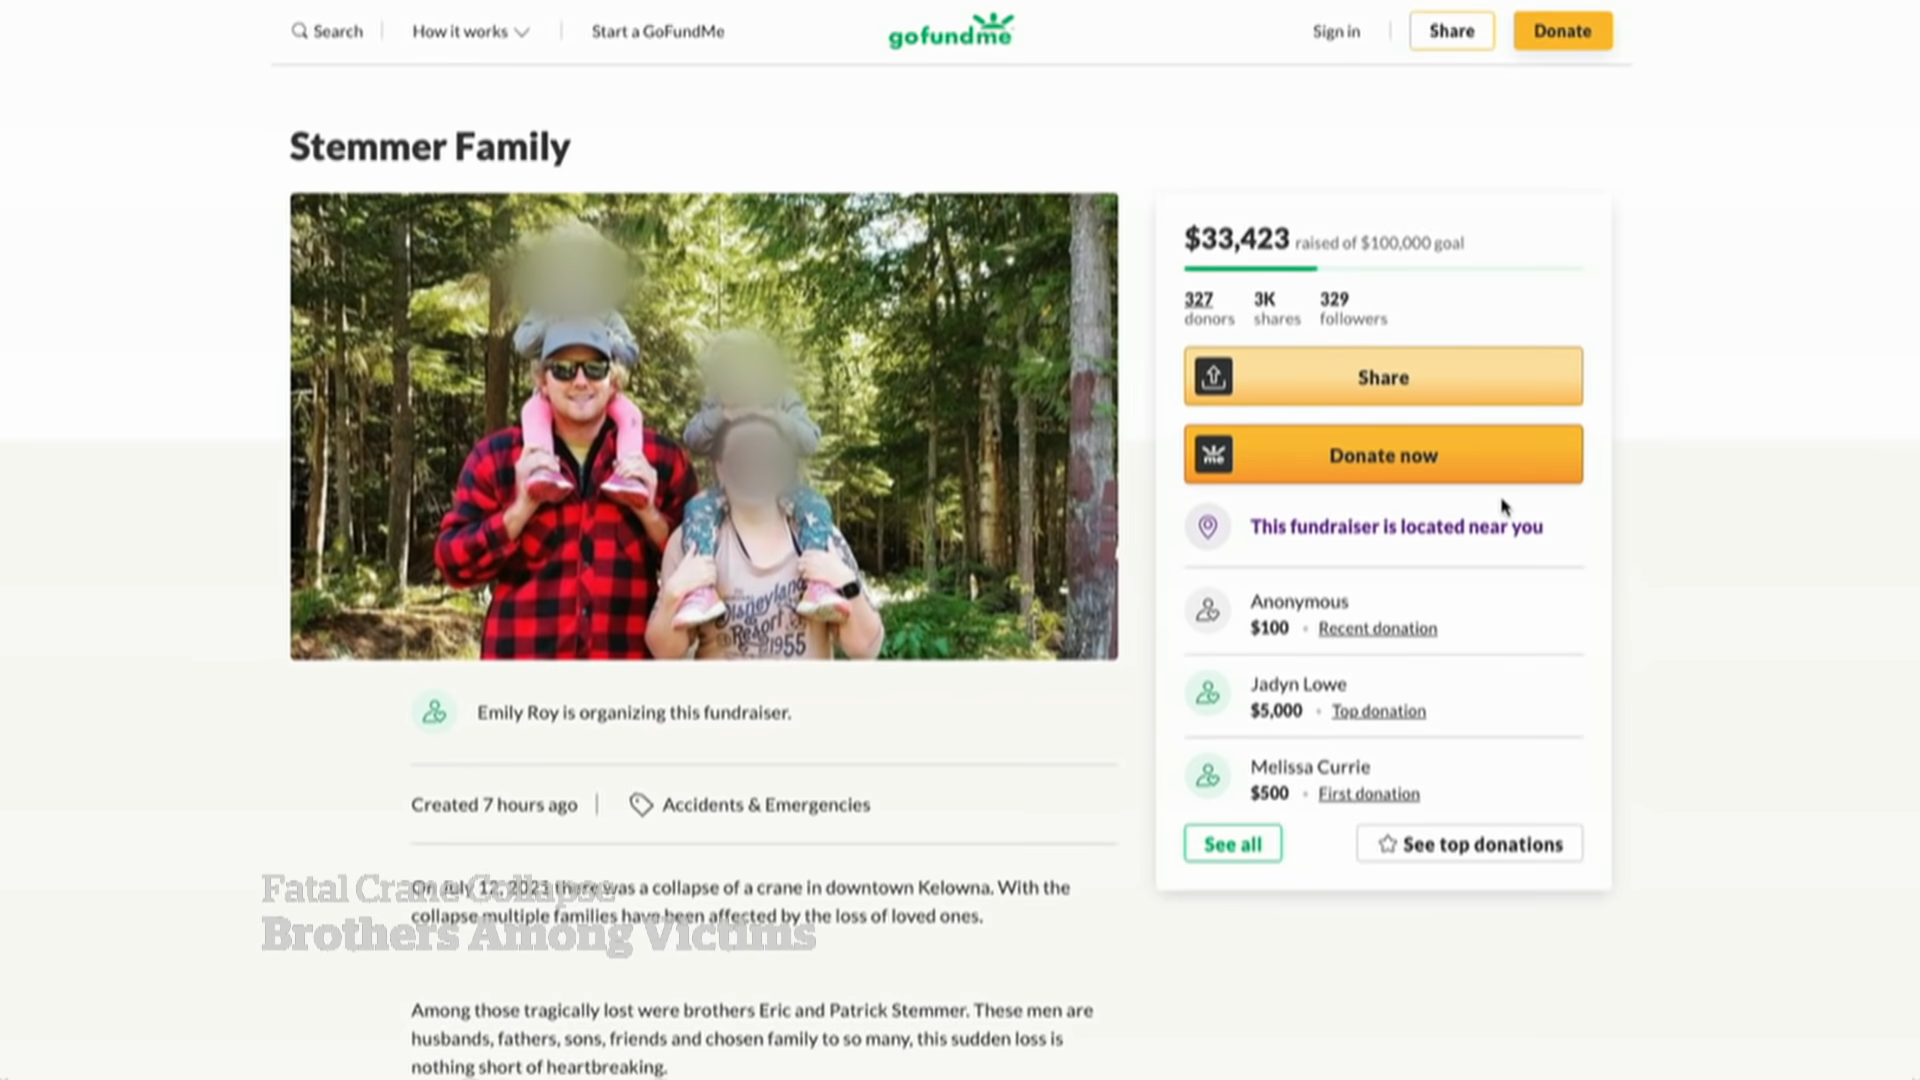 Search
How it works
Start a GoFundMe
gofundme
Sign in
Share
Donate
Stemmer Family
Disneyland
Resort
1955
$33,423 raised of $100,000 goal
327 donors
3K shares
329 followers
Share
me
Donate now
This fundraiser is located near you
Anonymous
$100 • Recent donation
Jadyn Lowe
$5,000 • Top donation
Melissa Currie
$500 • First donation
See all
See top donations
Emily Roy is organizing this fundraiser.
Created 7 hours ago
Accidents & Emergencies
On July 12, 2021 there was a collapse of a crane in downtown Kelowna. With the
collapse multiple families have been affected by the loss of loved ones.
Fatal Crane Collapse
Brothers Among Victims
Among those tragically lost were brothers Eric and Patrick Stemmer. These men are
husbands, fathers, sons, friends and chosen family to so many, this sudden loss is
nothing short of heartbreaking.